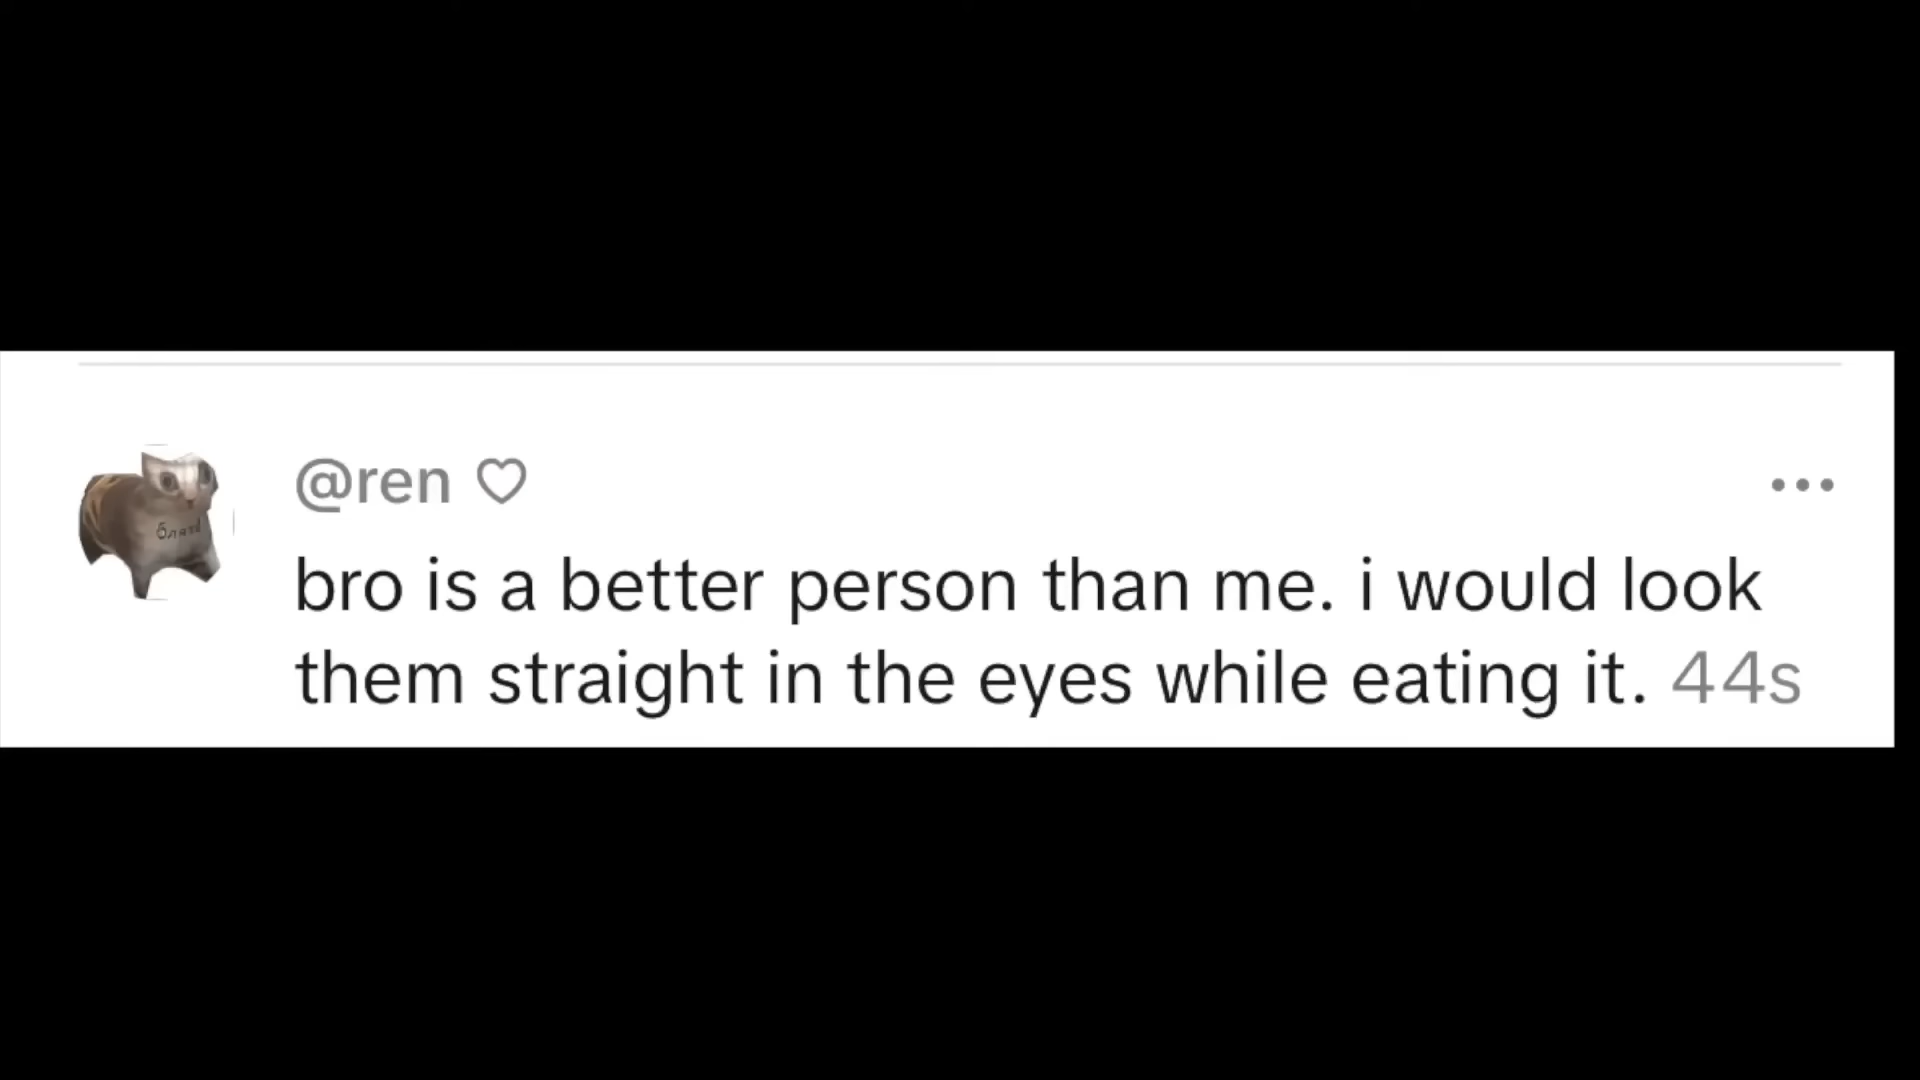 @ren ♡
bro is a better person than me. i would look
them straight in the eyes while eating it. 44s